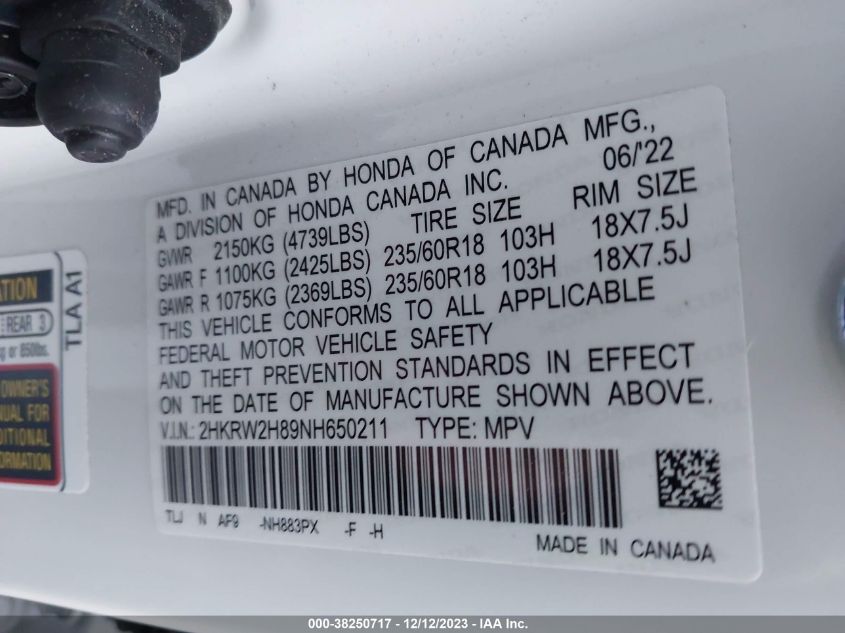 MFD. IN CANADA BY HONDA OF CANADA MFG.,
A DIVISION OF HONDA CANADA INC. 06/'22
GVWR 2150KG (4739LBS) TIRE SIZE RIM SIZE
GAWR F 1100KG (2425LBS) 235/60R18 103H 18X7.5J
GAWR R 1075KG (2369LBS) 235/60R18 103H 18X7.5J
THIS VEHICLE CONFORMS TO ALL APPLICABLE
FEDERAL MOTOR VEHICLE SAFETY
AND THEFT PREVENTION STANDARDS IN EFFECT
ON THE DATE OF MANUFACTURE SHOWN ABOVE.
V.I.N.: 2HKRW2H89NH650211 TYPE: MPV
TLJ N AF9 -NH883PX -F -H
MADE IN CANADA
REAR 3
or 850lbs.
TLA A1
OWNER'S
FOR
000-38250717 - 12/12/2023 - IAA Inc.